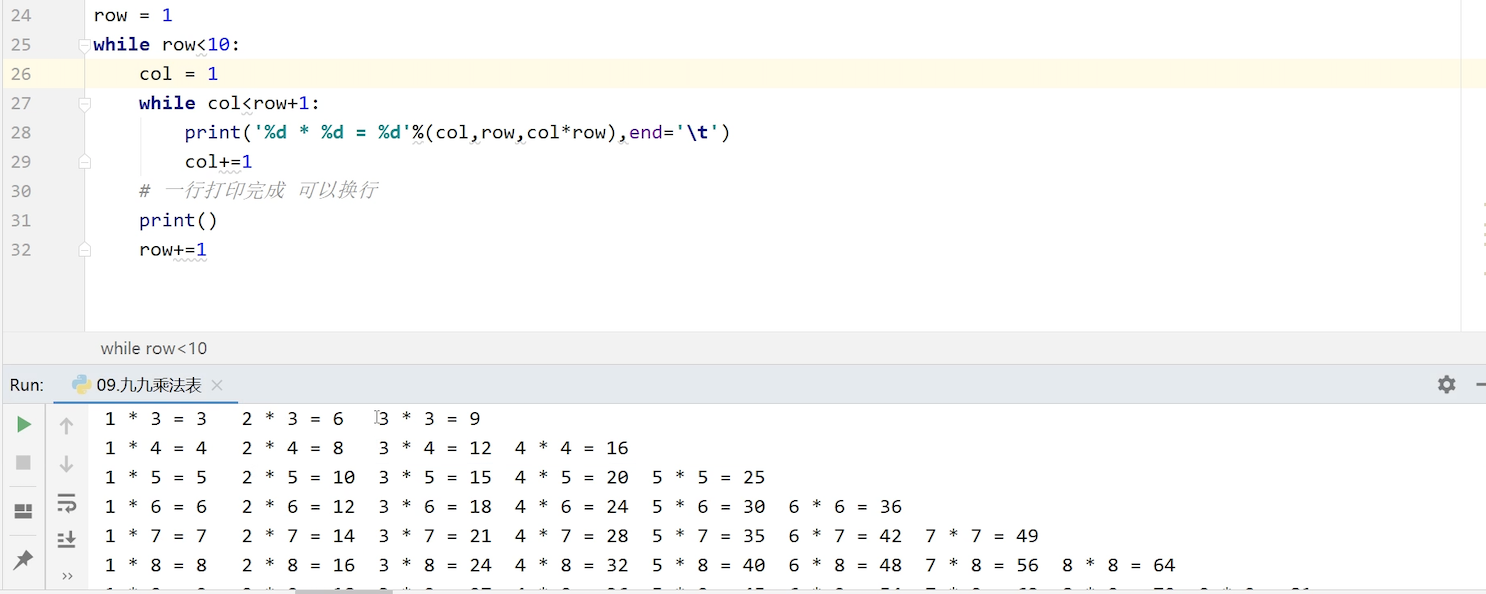 24 row = 1
25 while row<10:
26 col = 1
27 while col<row+1:
28 print('%d * %d = %d'%(col,row,col*row),end='\t')
29 col+=1
30 # 一行打印完成 可以换行
31 print()
32 row+=1
while row<10
Run: 09.九九乘法表
1 * 3 = 3 2 * 3 = 6 3 * 3 = 9
1 * 4 = 4 2 * 4 = 8 3 * 4 = 12 4 * 4 = 16
1 * 5 = 5 2 * 5 = 10 3 * 5 = 15 4 * 5 = 20 5 * 5 = 25
1 * 6 = 6 2 * 6 = 12 3 * 6 = 18 4 * 6 = 24 5 * 6 = 30 6 * 6 = 36
1 * 7 = 7 2 * 7 = 14 3 * 7 = 21 4 * 7 = 28 5 * 7 = 35 6 * 7 = 42 7 * 7 = 49
1 * 8 = 8 2 * 8 = 16 3 * 8 = 24 4 * 8 = 32 5 * 8 = 40 6 * 8 = 48 7 * 8 = 56 8 * 8 = 64